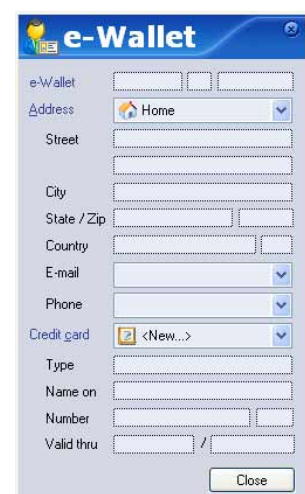 e-Wallet
e-Wallet
Address Home
Street
City
State / Zip
Country
E-mail
Phone
Credit card <New...>
Type
Name on
Number
Valid thru /
Close